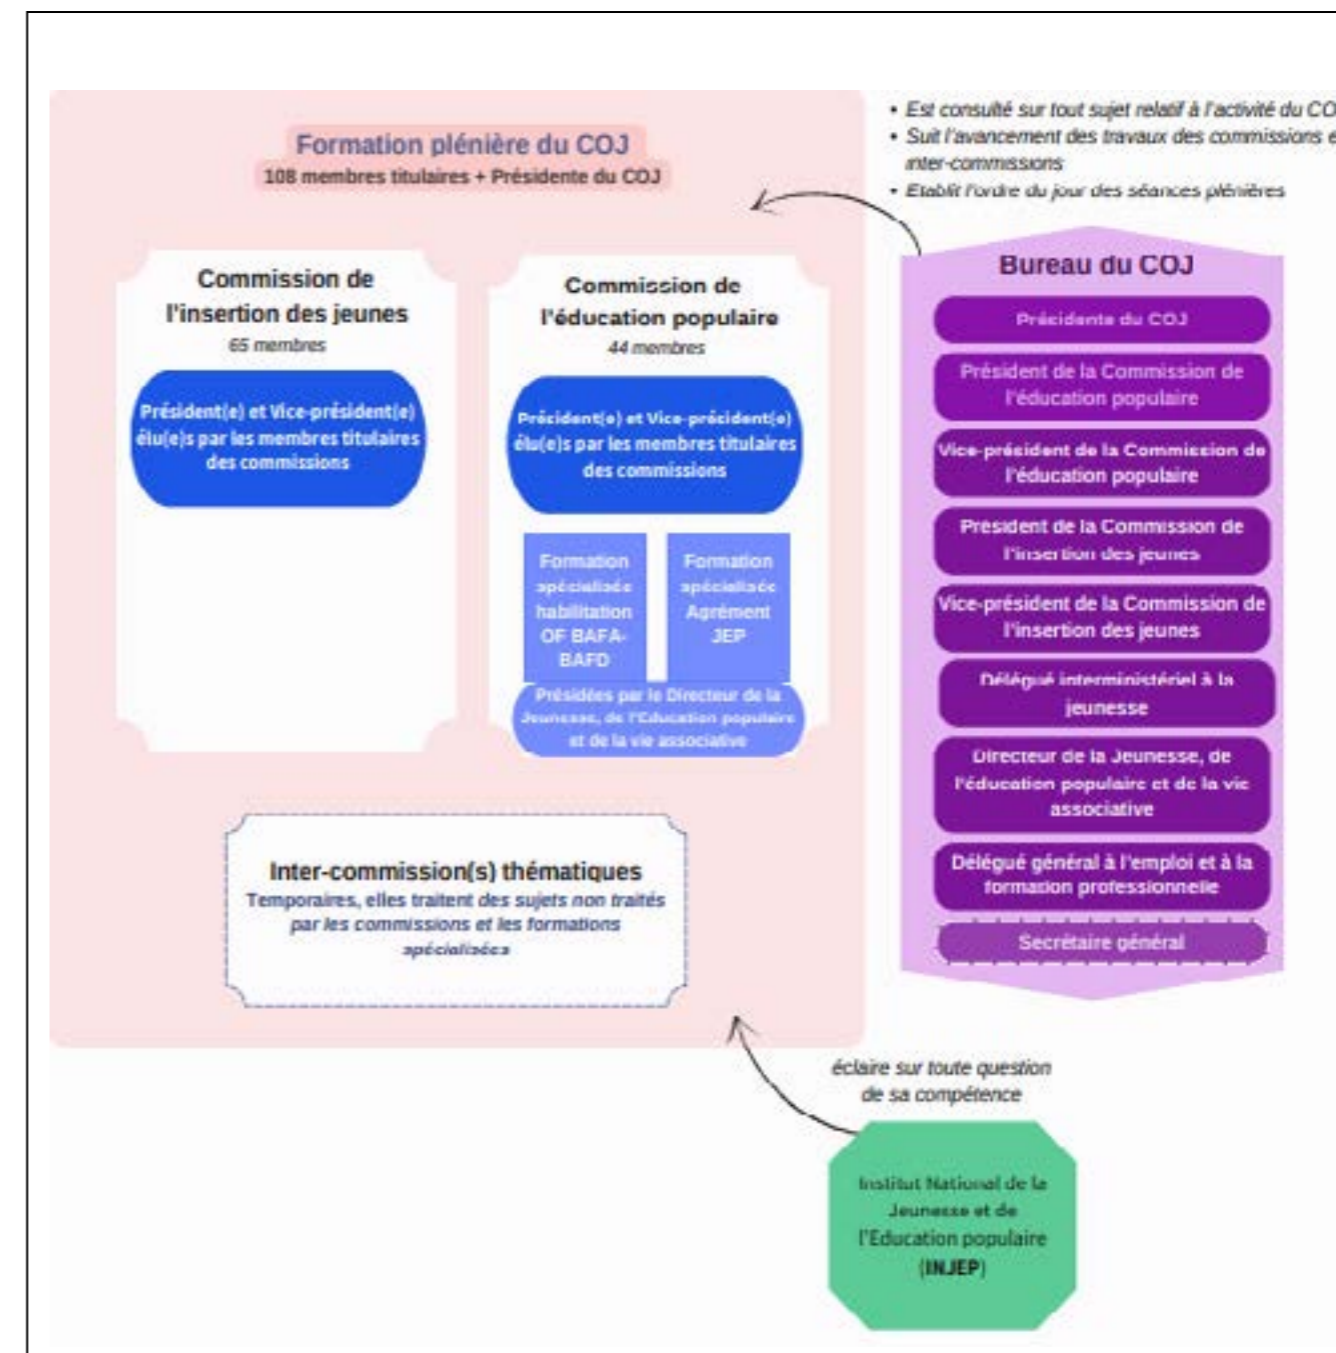 Formation plénière du COJ
108 membres titulaires + Présidente du COJ
Commission de
l'insertion des jeunes
65 membres
Président(e) et Vice-président(e)
élu(e)s par les membres titulaires
des commissions
Commission de
l'éducation populaire
44 membres
Président(e) et Vice-président(e)
élu(e)s par les membres titulaires
des commissions
Formation
spécialisée
habilitation
OF BAFA-
BAFD
Formation
spécialisée
Agrément
JEP
Présidées par le Directeur de la
Jeunesse, de l'Education populaire
et de la vie associative
Inter-commission(s) thématiques
Temporaires, elles traitent des sujets non traités
par les commissions et les formations
spécialisées
• Est consulté sur tout sujet relatif à l'activité du CO
• Suit l'avancement des travaux des commissions e
inter-commissions
• Etablit l'ordre du jour des séances plénières
Bureau du COJ
Présidente du COJ
Président de la Commission de
l'éducation populaire
Vice-président de la Commission de
l'éducation populaire
Président de la Commission de
l'insertion des jeunes
Vice-président de la Commission de
l'insertion des jeunes
Délégué interministériel à la
jeunesse
Directeur de la Jeunesse, de
l'éducation populaire et de la vie
associative
Délégué général à l'emploi et à la
formation professionnelle
Secrétaire général
éclaire sur toute question
de sa compétence
Institut National de la
Jeunesse et de
l'Education populaire
(INJEP)